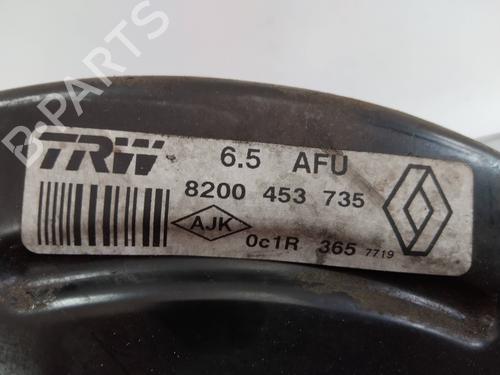 B-PARTS
TRW
6.5 AFU
8200 453 735
AJK
0c1R 365 7719